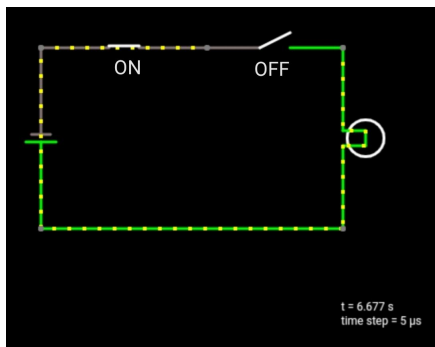 ON
OFF
t = 6.677 s
time step = 5 μs